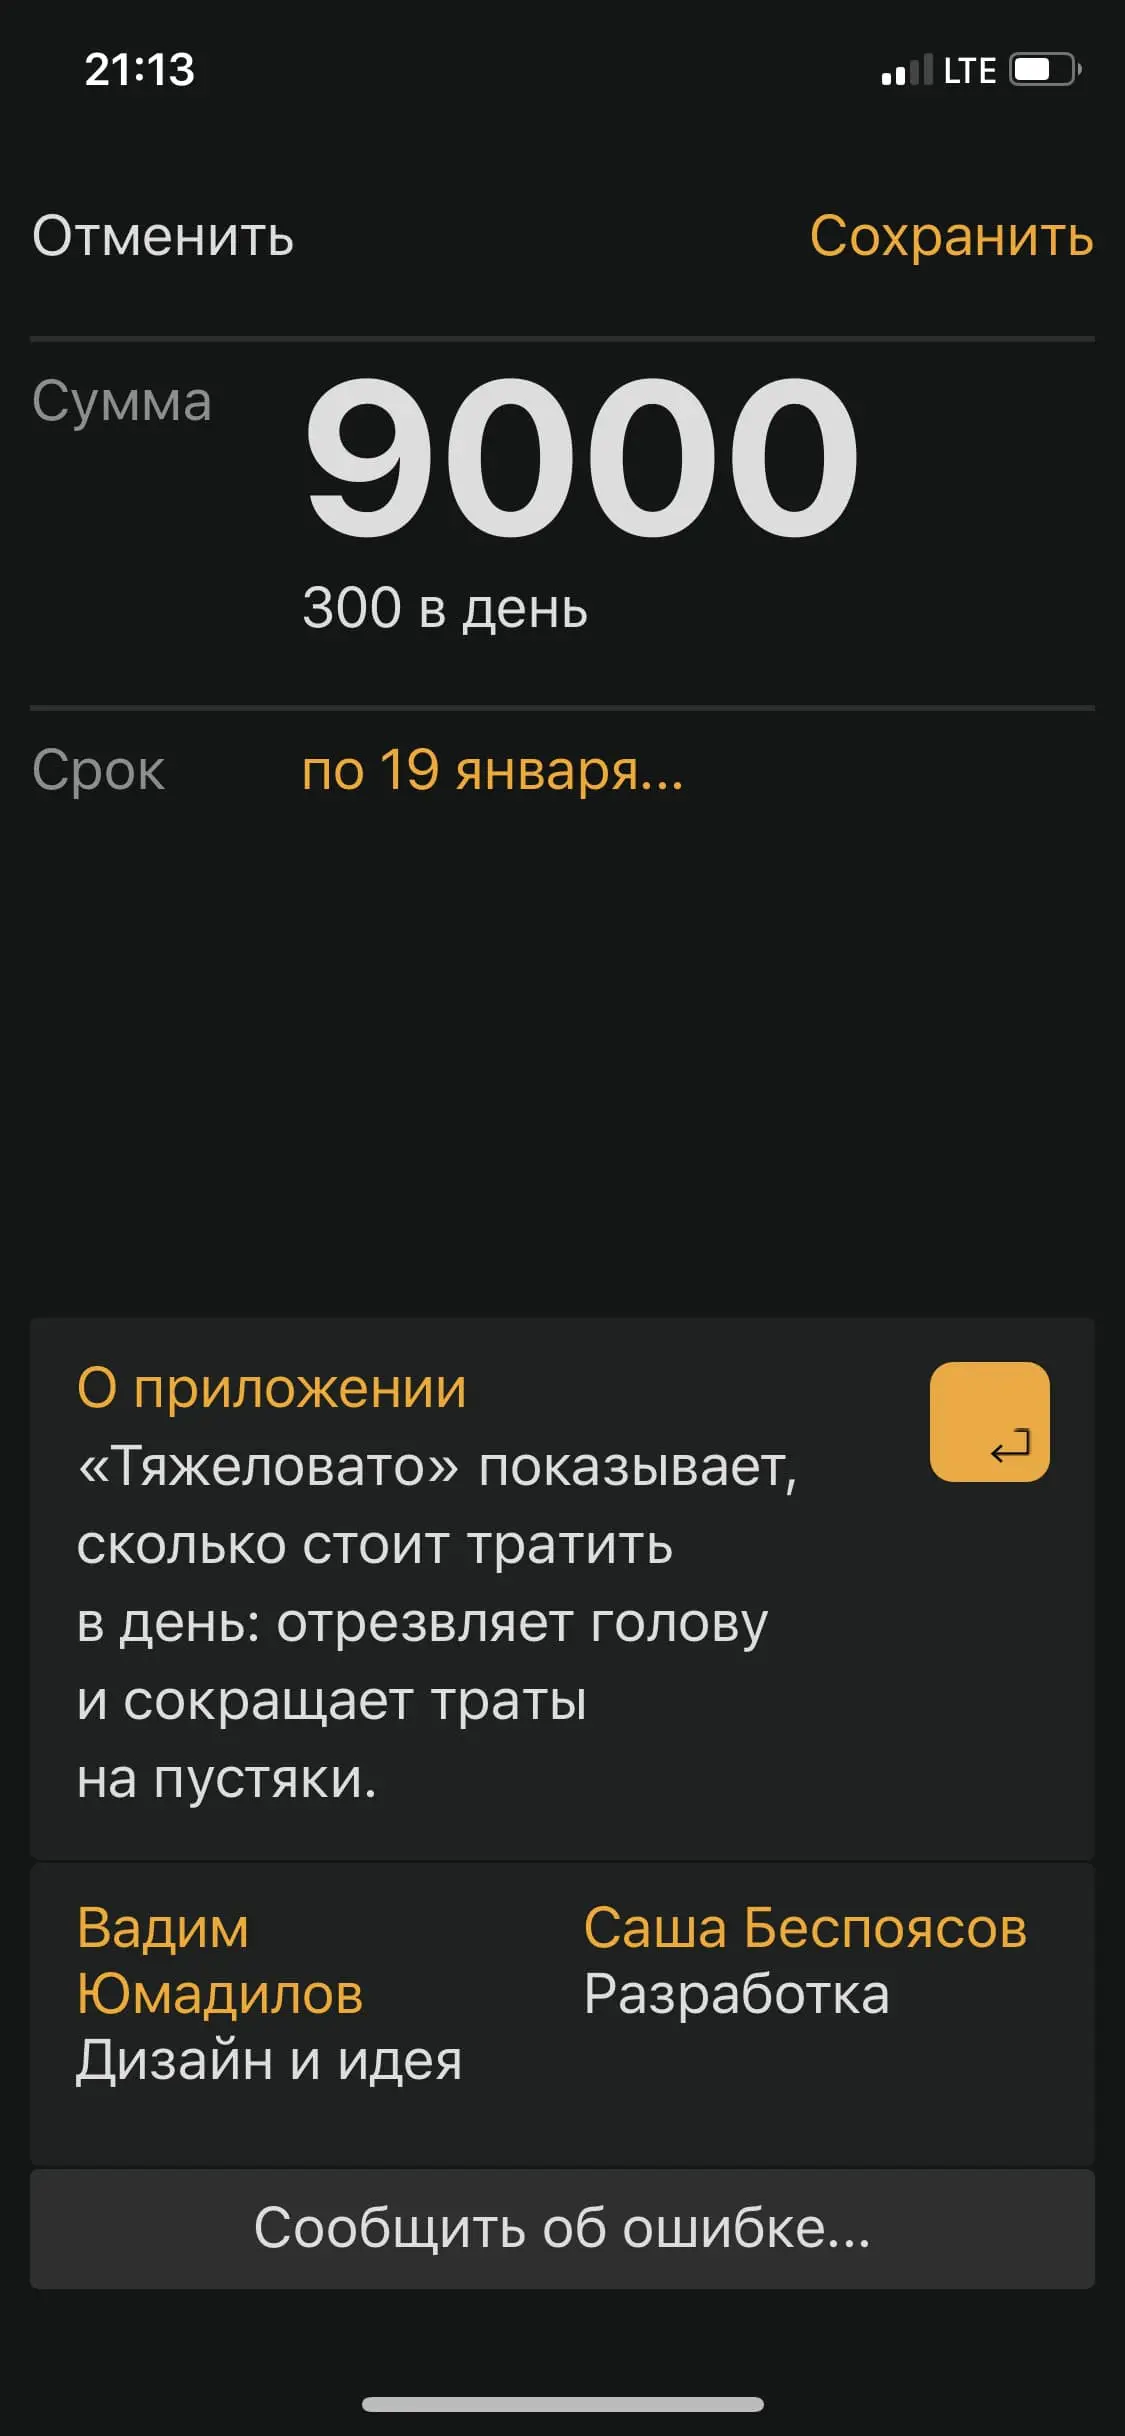 21:13 LTE
Отменить Сохранить
Сумма 9000
300 в день
Срок по 19 января...
О приложении
«Тяжеловато» показывает,
сколько стоит тратить
в день: отрезвляет голову
и сокращает траты
на пустяки.
Вадим
Юмадилов
Дизайн и идея
Саша Беспоясов
Разработка
Сообщить об ошибке...